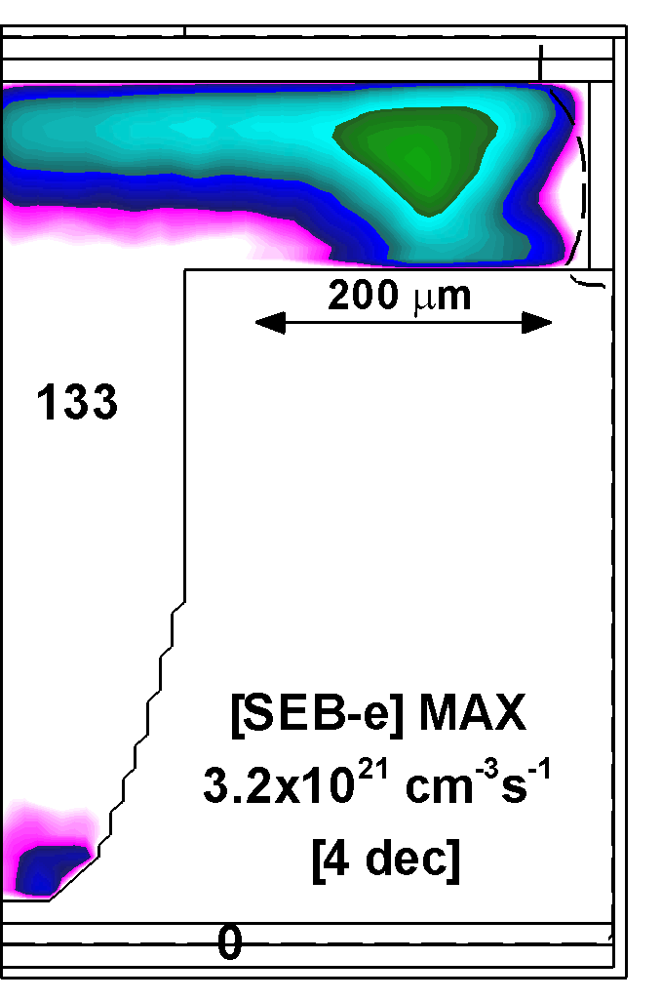 200 μm
133
[SEB-e] MAX
3.2x10²¹ cm⁻³s⁻¹
[4 dec]
0